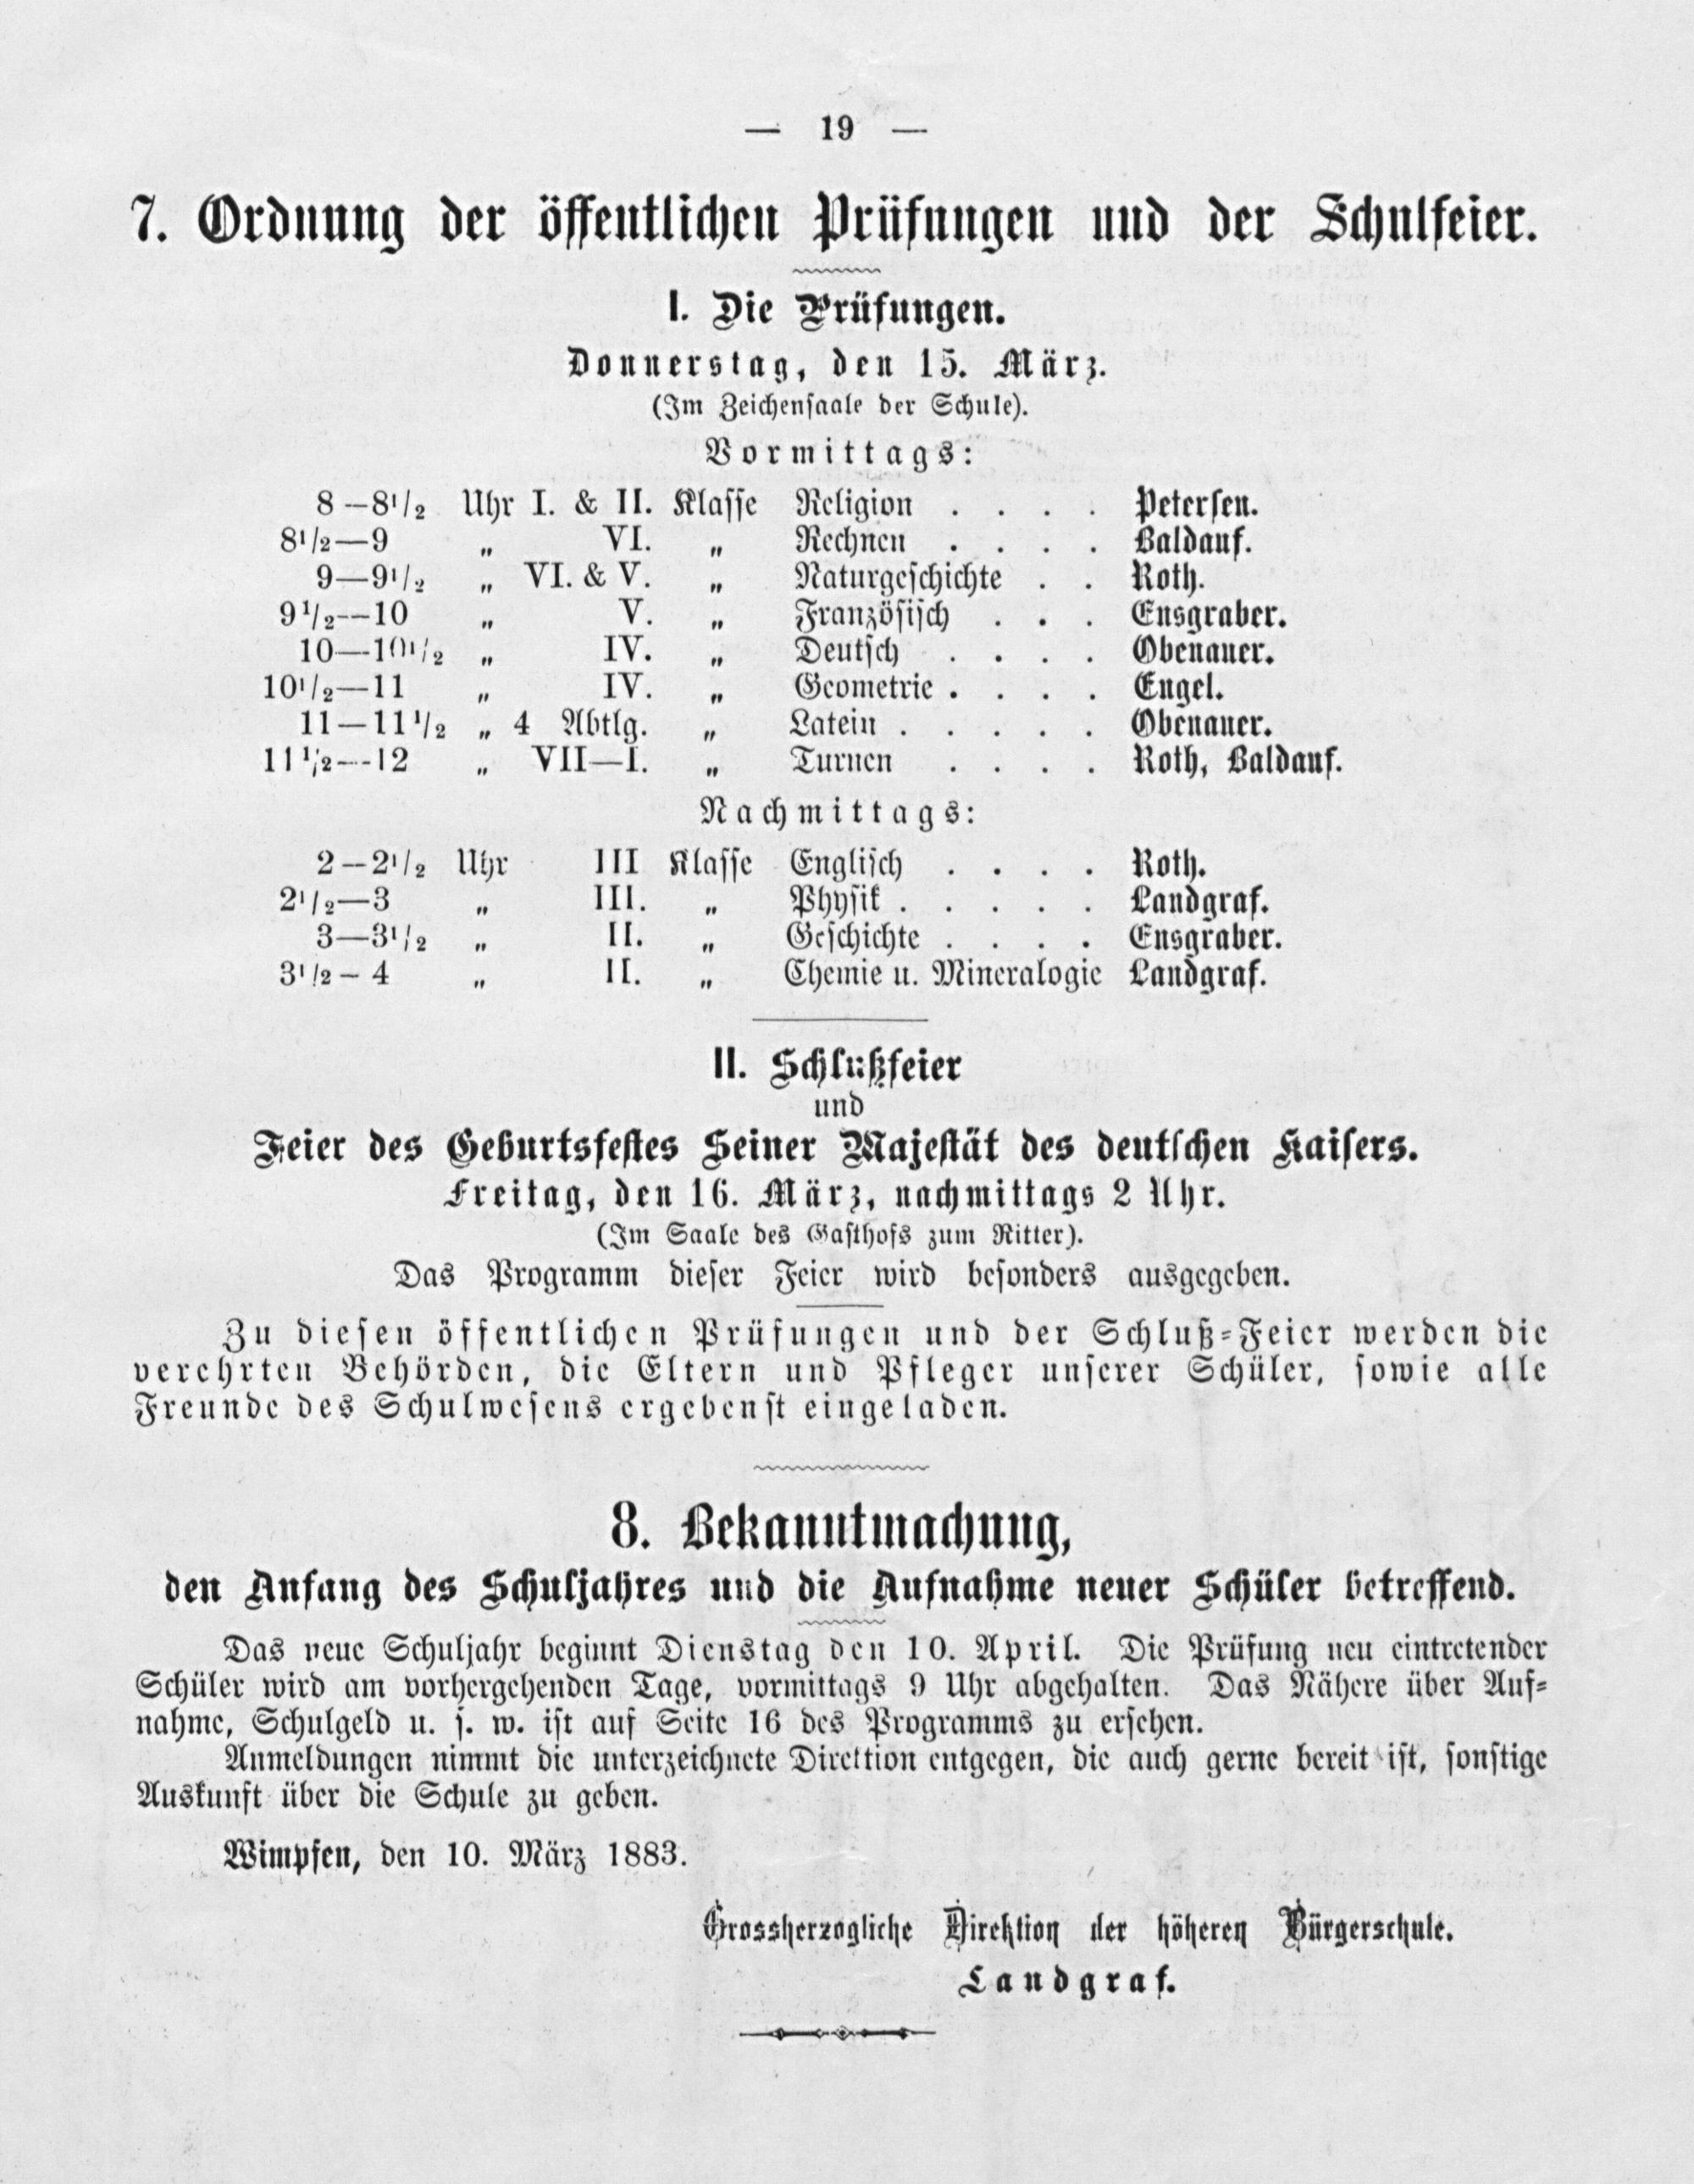 — 19 —
7. Ordnung der öffentlichen Prüfungen und der Schulfeier.
I. Die Prüfungen.
Donnerstag, den 15. März.
(Im Zeichensaale der Schule).
Vormittags:
8—8½ Uhr I. & II. Klasse Religion . . . . Petersen.
8½—9 „ VI. „ Rechnen . . . . Baldauf.
9—9½ „ VI. & V. „ Naturgeschichte . . Roth.
9½—10 „ V. „ Französisch . . . Ensgraber.
10—10½ „ IV. „ Deutsch . . . . Obenauer.
10½—11 „ IV. „ Geometrie . . . . Engel.
11—11½ „ 4 Abtlg. „ Latein . . . . . Obenauer.
11½—12 „ VII—I. „ Turnen . . . . Roth, Baldauf.
Nachmittags:
2—2½ Uhr III Klasse Englisch . . . . Roth.
2½—3 „ III. „ Physik . . . . . Landgraf.
3—3½ „ II. „ Geschichte . . . . Ensgraber.
3½—4 „ II. „ Chemie u. Mineralogie Landgraf.
II. Schlußfeier
und
Feier des Geburtsfestes Seiner Majestät des deutschen Kaisers.
Freitag, den 16. März, nachmittags 2 Uhr.
(Im Saale des Gasthofs zum Ritter).
Das Programm dieser Feier wird besonders ausgegeben.
Zu diesen öffentlichen Prüfungen und der Schluß-Feier werden die
verehrten Behörden, die Eltern und Pfleger unserer Schüler, sowie alle
Freunde des Schulwesens ergebenst eingeladen.
8. Bekanntmachung,
den Anfang des Schuljahres und die Aufnahme neuer Schüler betreffend.
Das neue Schuljahr beginnt Dienstag den 10. April. Die Prüfung neu eintretender
Schüler wird am vorhergehenden Tage, vormittags 9 Uhr abgehalten. Das Nähere über Auf-
nahme, Schulgeld u. s. w. ist auf Seite 16 des Programms zu ersehen.
Anmeldungen nimmt die unterzeichnete Direktion entgegen, die auch gerne bereit ist, sonstige
Auskunft über die Schule zu geben.
Wimpfen, den 10. März 1883.
Grossherzogliche Direktion der höheren Bürgerschule.
Landgraf.